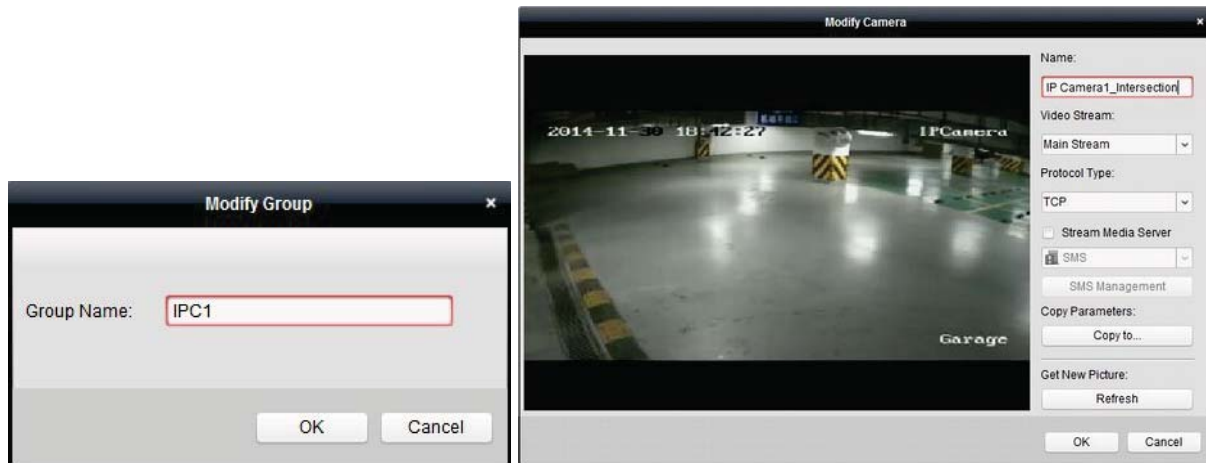 Modify Group
×
Group Name:
IPC1
OK
Cancel
Modify Camera
×
2014-11-30 18:42:27
IPCamera
Garage
Name:
IP Camera1_Intersection
Video Stream:
Main Stream
Protocol Type:
TCP
Stream Media Server
SMS
SMS Management
Copy Parameters:
Copy to...
Get New Picture:
Refresh
OK
Cancel